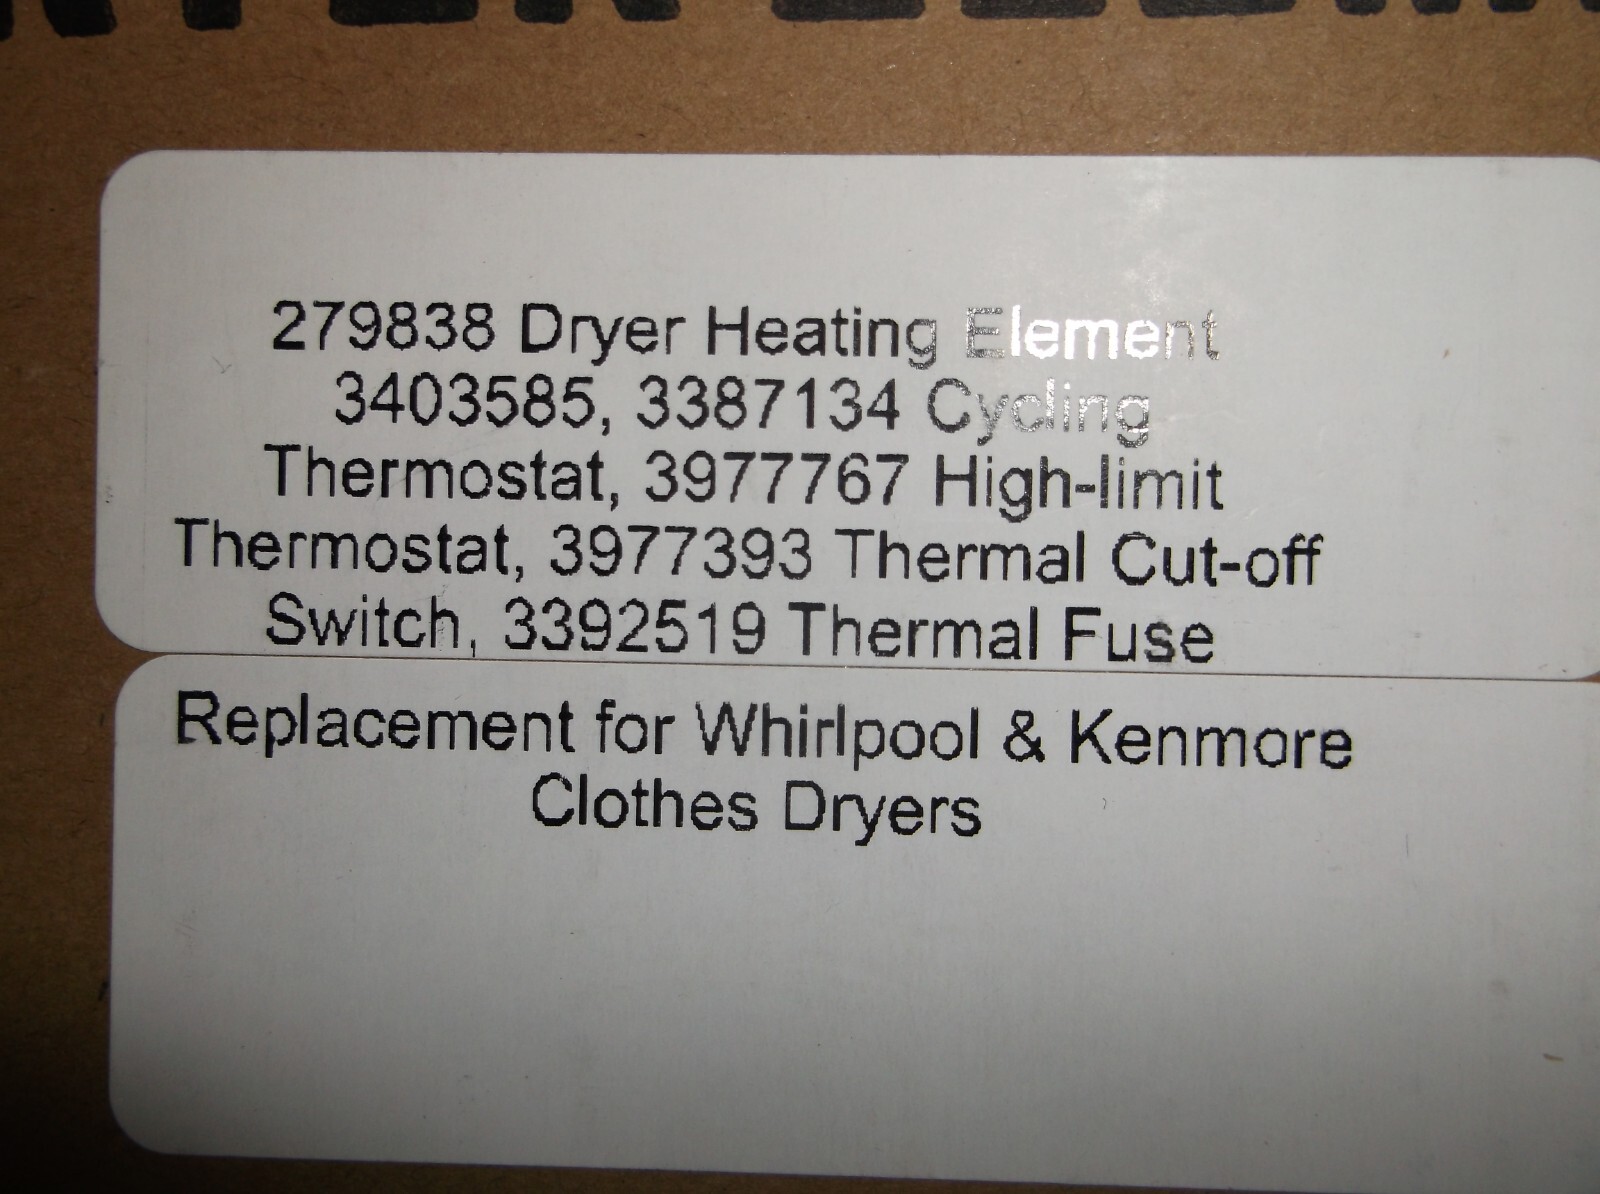 279838 Dryer Heating Element
3403585, 3387134 Cycling
Thermostat, 3977767 High-limit
Thermostat, 3977393 Thermal Cut-off
Switch, 3392519 Thermal Fuse
Replacement for Whirlpool & Kenmore
Clothes Dryers